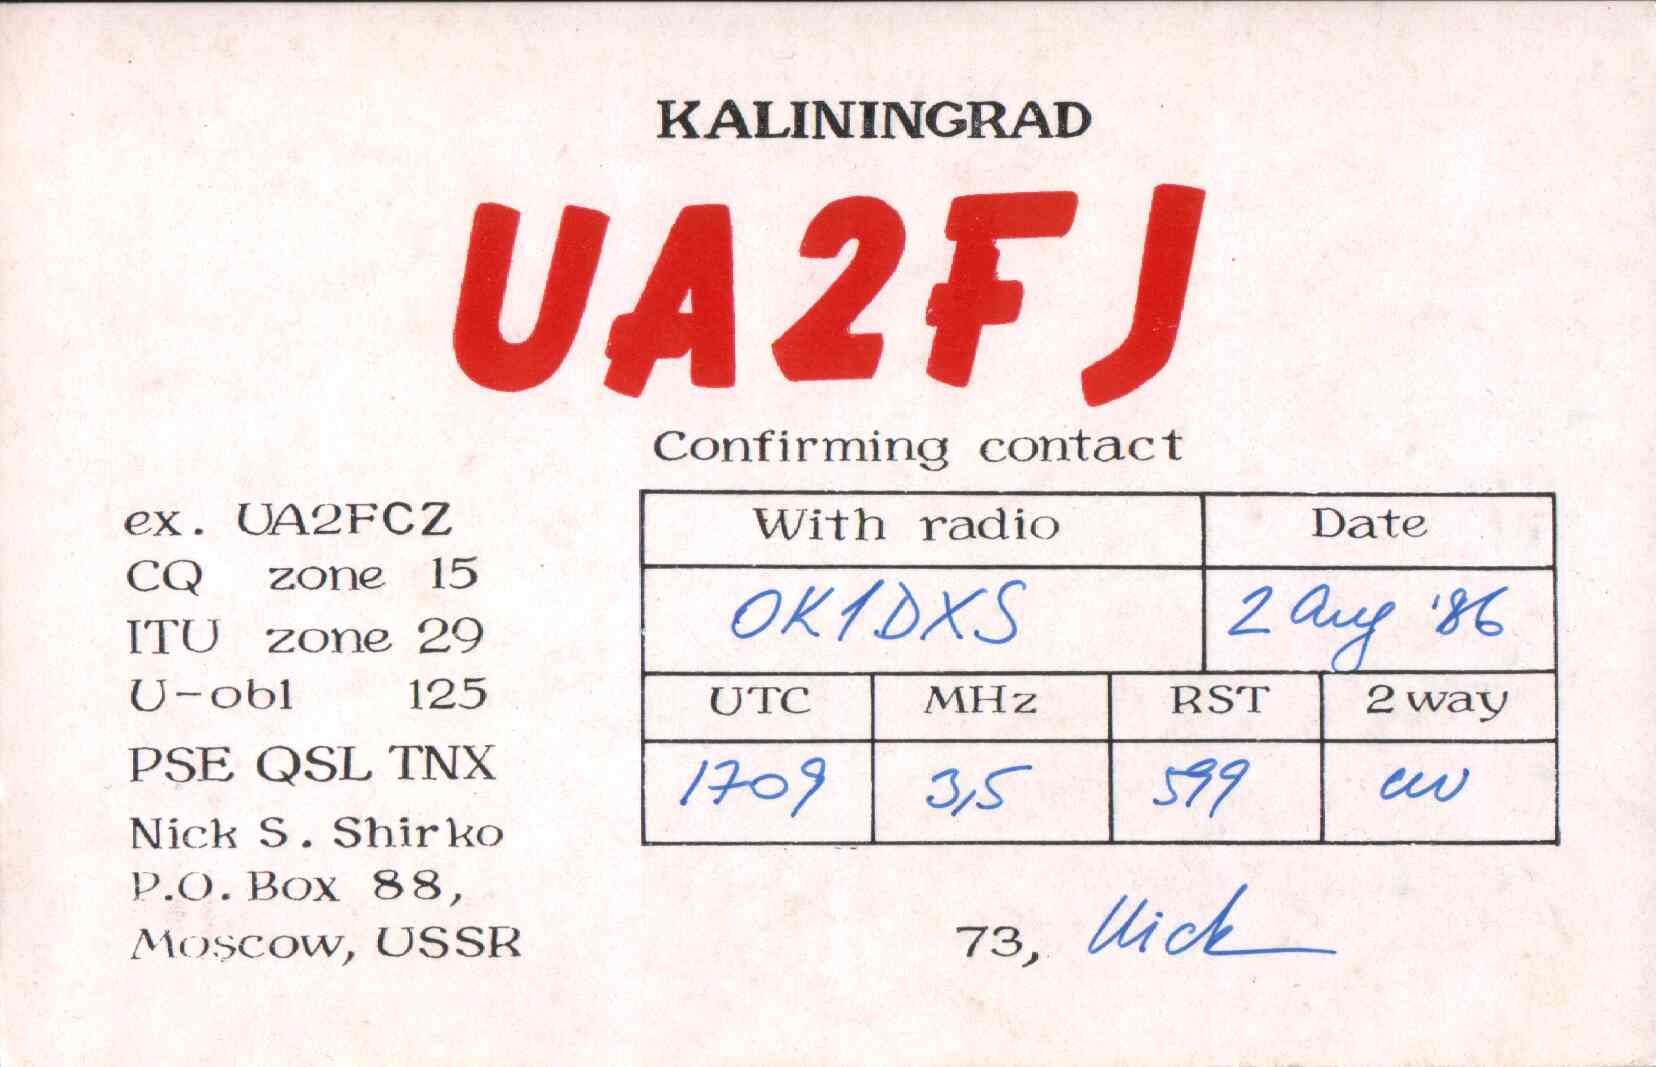 KALININGRAD
UA2FJ
Confirming contact
ex. UA2FCZ
CQ zone 15
ITU zone 29
U-obl 125
PSE QSL TNX
Nick S. Shirko
P.O. Box 88,
Moscow, USSR
With radio Date
OK1DXS 2 Aug '86
UTC MHz RST 2 way
1709 3,5 599 cw
73, Nick